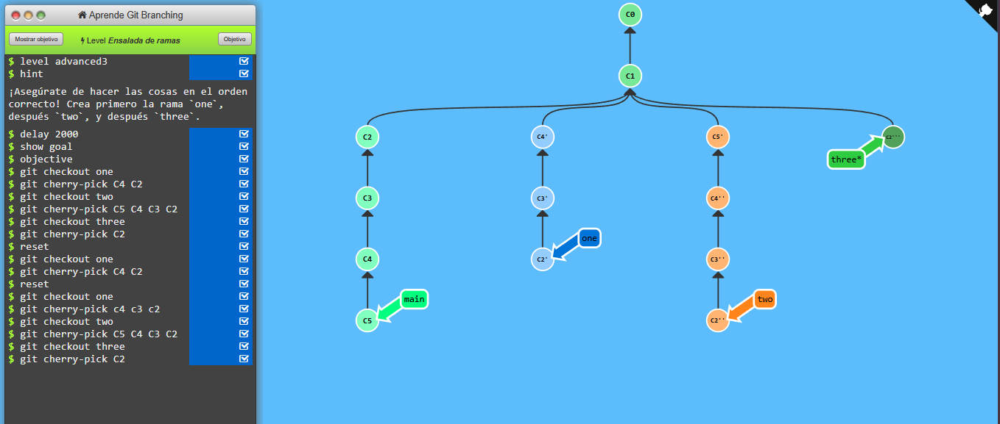 Aprende Git Branching
Mostrar objetivo
Level Ensalada de ramas
Objetivo
$ level advanced3
$ hint
¡Asegúrate de hacer las cosas en el orden
correcto! Crea primero la rama `one`,
después `two`, y después `three`.
$ delay 2000
$ show goal
$ objective
$ git checkout one
$ git cherry-pick C4 C2
$ git checkout two
$ git cherry-pick C5 C4 C3 C2
$ git checkout three
$ git cherry-pick C2
$ reset
$ git checkout one
$ git cherry-pick C4 C2
$ reset
$ git checkout one
$ git cherry-pick c4 c3 c2
$ git checkout two
$ git cherry-pick C5 C4 C3 C2
$ git checkout three
$ git cherry-pick C2
C0
C1
C2
C4'
C5'
C2'''
three*
C3
C3'
C4''
one
C4
C2'
C3''
main
two
C5
C2''